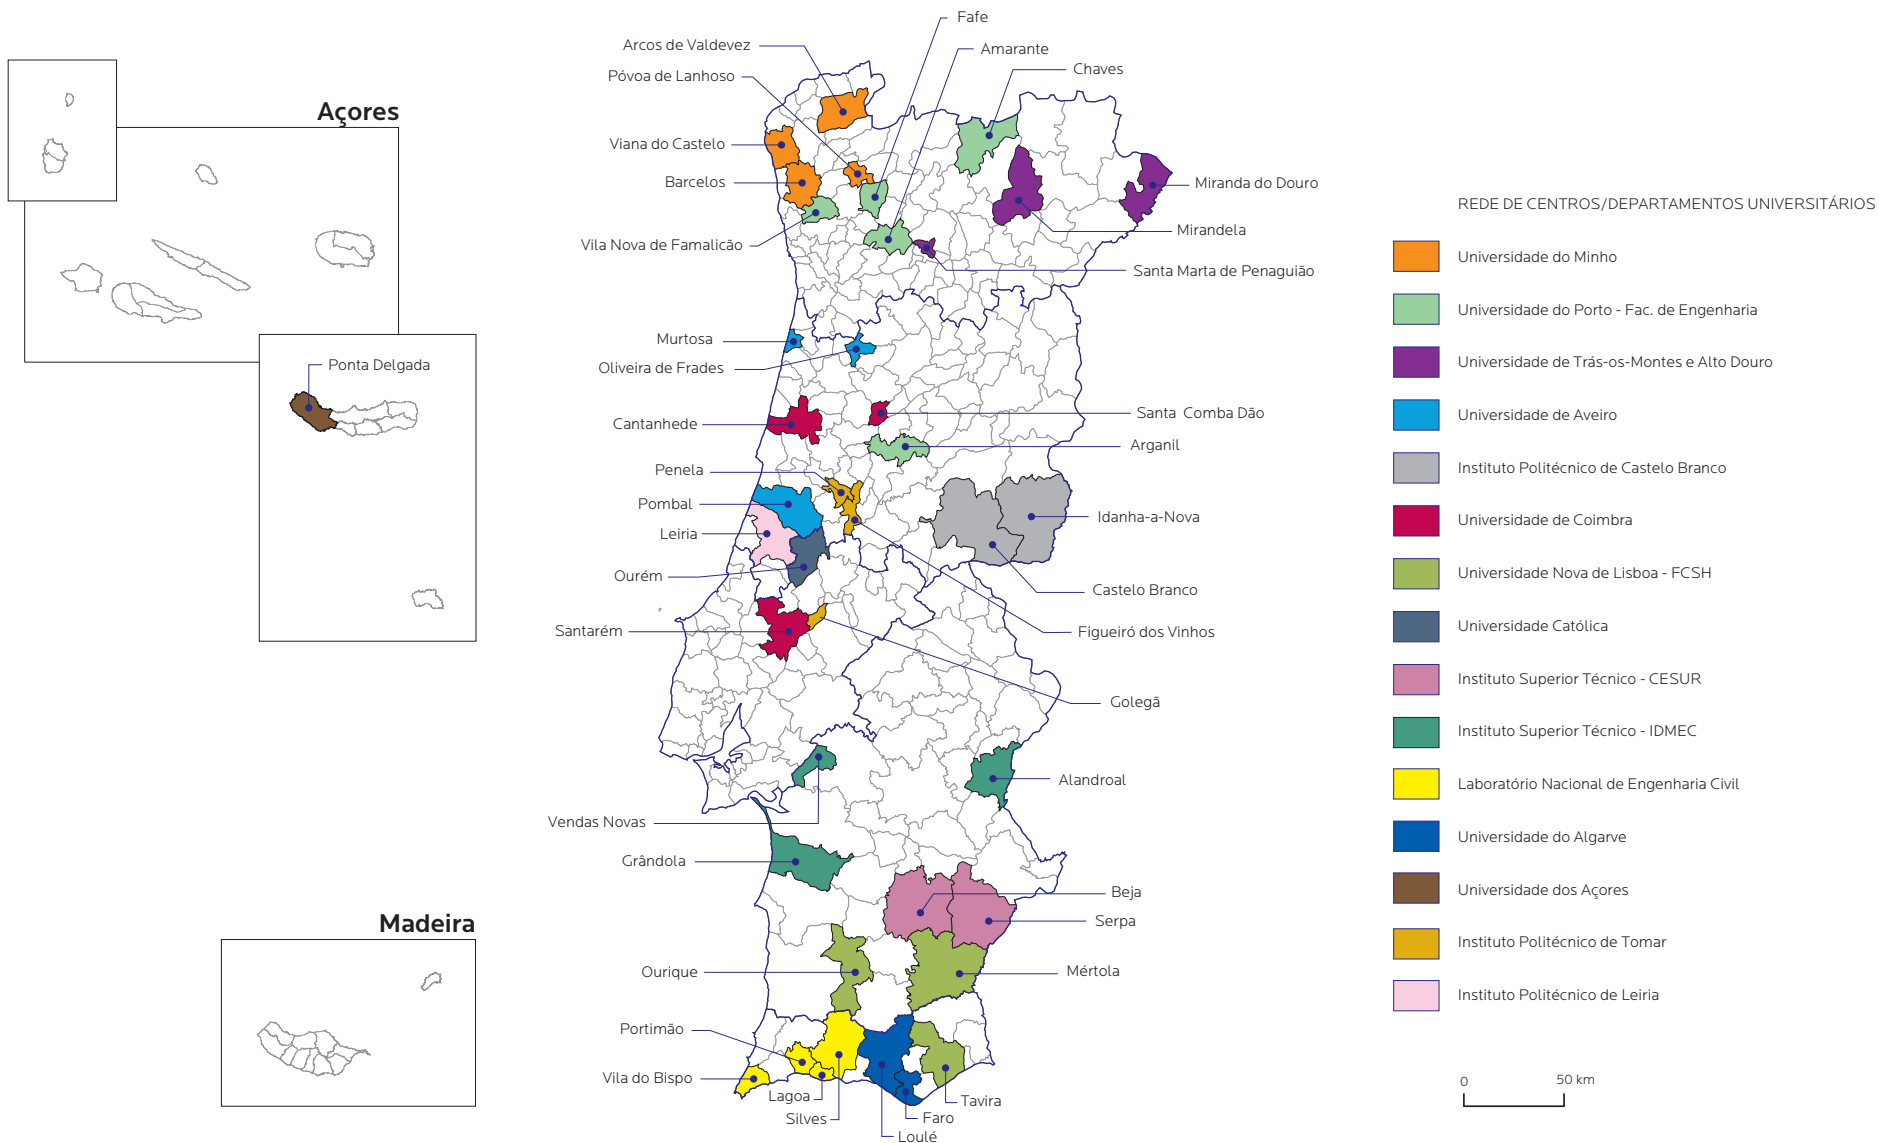 Fafe
Arcos de Valdevez
Amarante
Chaves
Póvoa de Lanhoso
Açores
Viana do Castelo
Barcelos
Miranda do Douro
REDE DE CENTROS/DEPARTAMENTOS UNIVERSITÁRIOS
Mirandela
Vila Nova de Famalicão
Universidade do Minho
Santa Marta de Penaguião
Universidade do Porto - Fac. de Engenharia
Murtosa
Oliveira de Frades
Ponta Delgada
Universidade de Trás-os-Montes e Alto Douro
Universidade de Aveiro
Cantanhede
Santa Comba Dão
Arganil
Penela
Instituto Politécnico de Castelo Branco
Pombal
Idanha-a-Nova
Universidade de Coimbra
Leiria
Ourém
Universidade Nova de Lisboa - FCSH
Castelo Branco
Santarém
Figueiró dos Vinhos
Universidade Católica
Instituto Superior Técnico - CESUR
Golegã
Instituto Superior Técnico - IDMEC
Alandroal
Laboratório Nacional de Engenharia Civil
Vendas Novas
Universidade do Algarve
Grândola
Beja
Universidade dos Açores
Madeira
Serpa
Instituto Politécnico de Tomar
Ourique
Mértola
Instituto Politécnico de Leiria
Portimão
Vila do Bispo
0
50 km
Lagoa
Tavira
Silves
Faro
Loulé